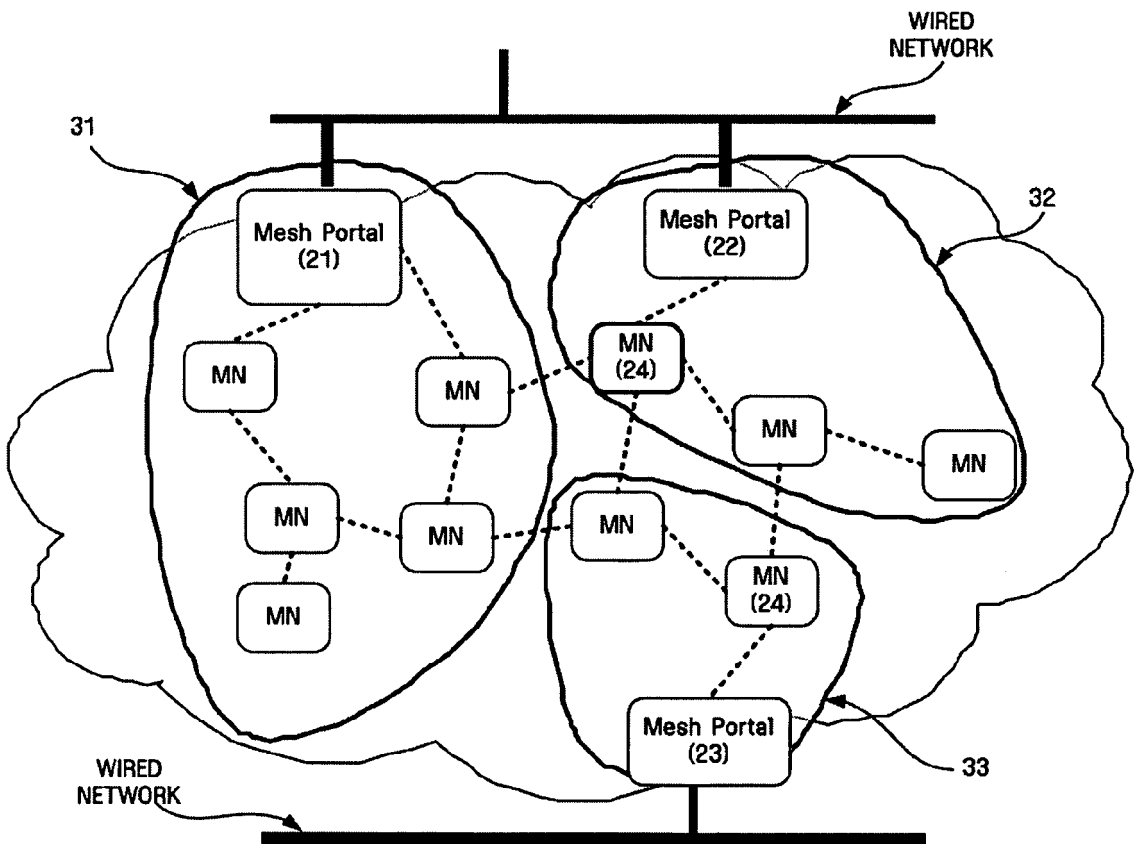 WIRED
NETWORK
31
32
Mesh Portal
(21)
Mesh Portal
(22)
MN
MN
MN
(24)
MN
MN
MN
MN
MN
MN
(24)
MN
Mesh Portal
(23)
33
WIRED
NETWORK